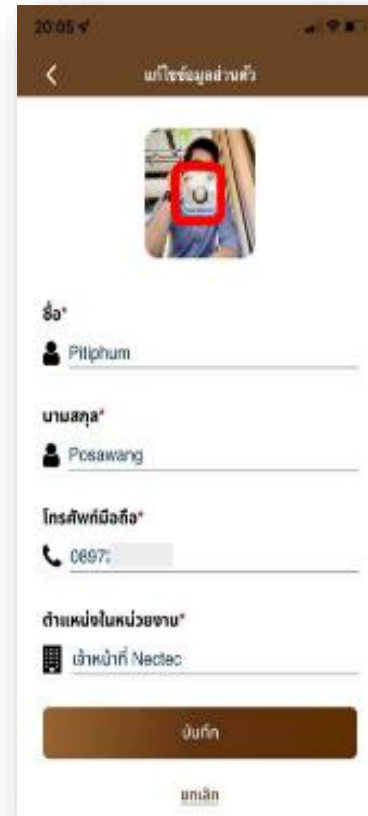 20:05
แก้ไขข้อมูลส่วนตัว
ชื่อ*
Pitiphum
นามสกุล*
Posawang
โทรศัพท์มือถือ*
0897
ตำแหน่งในหน่วยงาน*
เจ้าหน้าที่ Nectec
บันทึก
ยกเลิก